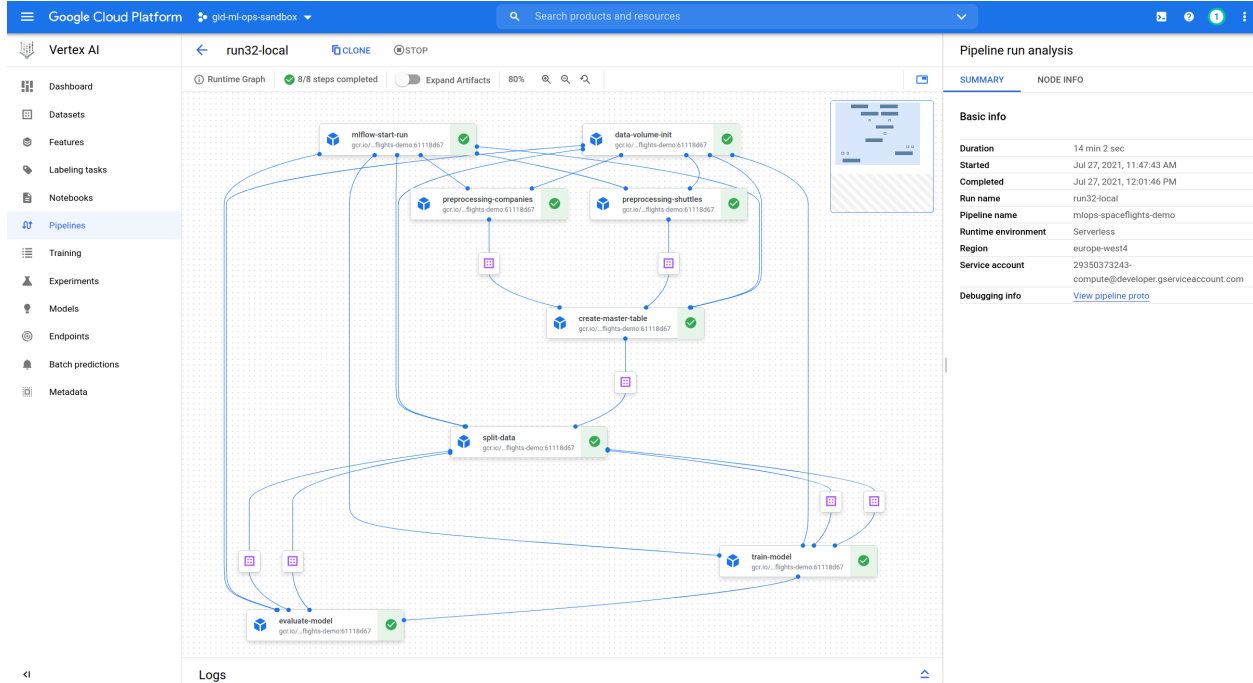 Google Cloud Platform
gid-ml-ops-sandbox
Search products and resources
1
Vertex AI
Dashboard
Datasets
Features
Labeling tasks
Notebooks
Pipelines
Training
Experiments
Models
Endpoints
Batch predictions
Metadata
run32-local
CLONE
STOP
Runtime Graph
8/8 steps completed
Expand Artifacts
80%
mlflow-start-run
gcr.io/...flights-demo:61118d67
data-volume-init
gcr.io/...flights-demo:61118d67
preprocessing-companies
gcr.io/...flights-demo:61118d67
preprocessing-shuttles
gcr.io/...flights-demo:61118d67
create-master-table
gcr.io/...flights-demo:61118d67
split-data
gcr.io/...flights-demo:61118d67
train-model
gcr.io/...flights-demo:61118d67
evaluate-model
gcr.io/...flights-demo:61118d67
Logs
Pipeline run analysis
SUMMARY
NODE INFO
Basic info
Duration 14 min 2 sec
Started Jul 27, 2021, 11:47:43 AM
Completed Jul 27, 2021, 12:01:46 PM
Run name run32-local
Pipeline name mlops-spaceflights-demo
Runtime environment Serverless
Region europe-west4
Service account 29350373243-
compute@developer.gserviceaccount.com
Debugging info View pipeline proto